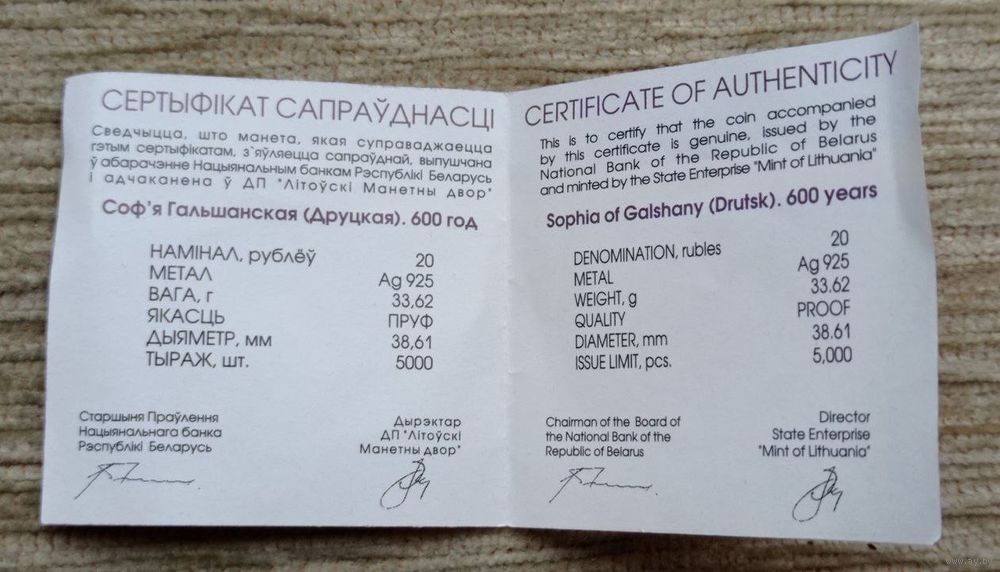 СЕРТЫФІКАТ САПРАЎДНАСЦІ
Сведчыцца, што манета, якая суправаджаецца
гэтым сертыфікатам, з`яўляецца сапраўднай, выпушчана
ў абарачэнне Нацыянальным банкам Рэспублікі Беларусь
і адчаканена ў ДП "Літоўскі Манетны двор"
Соф'я Гальшанская (Друцкая). 600 год
НАМІНАЛ, рублёў 20
МЕТАЛ Ag 925
ВАГА, г 33,62
ЯКАСЦЬ ПРУФ
ДЫЯМЕТР, мм 38,61
ТЫРАЖ, шт. 5000
Старшыня Праўлення
Нацыянальнага банка
Рэспублікі Беларусь
Дырэктар
ДП "Літоўскі
Манетны двор"
CERTIFICATE OF AUTHENTICITY
This is to certify that the coin accompanied
by this certificate is genuine, issued by the
National Bank of the Republic of Belarus
and minted by the State Enterprise "Mint of Lithuania"
Sophia of Galshany (Drutsk). 600 years
DENOMINATION, rubles 20
METAL Ag 925
WEIGHT, g 33.62
QUALITY PROOF
DIAMETER, mm 38.61
ISSUE LIMIT, pcs. 5,000
Chairman of the Board of
the National Bank of the
Republic of Belarus
Director
State Enterprise
"Mint of Lithuania"
www.ay.by